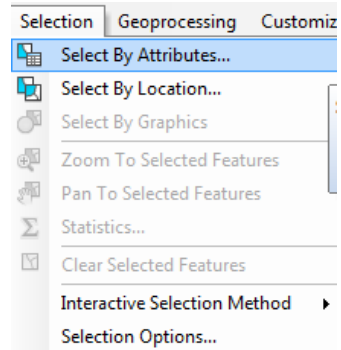 Selection Geoprocessing Customiz
Select By Attributes...
Select By Location...
Select By Graphics
Zoom To Selected Features
Pan To Selected Features
Statistics...
Clear Selected Features
Interactive Selection Method
Selection Options...